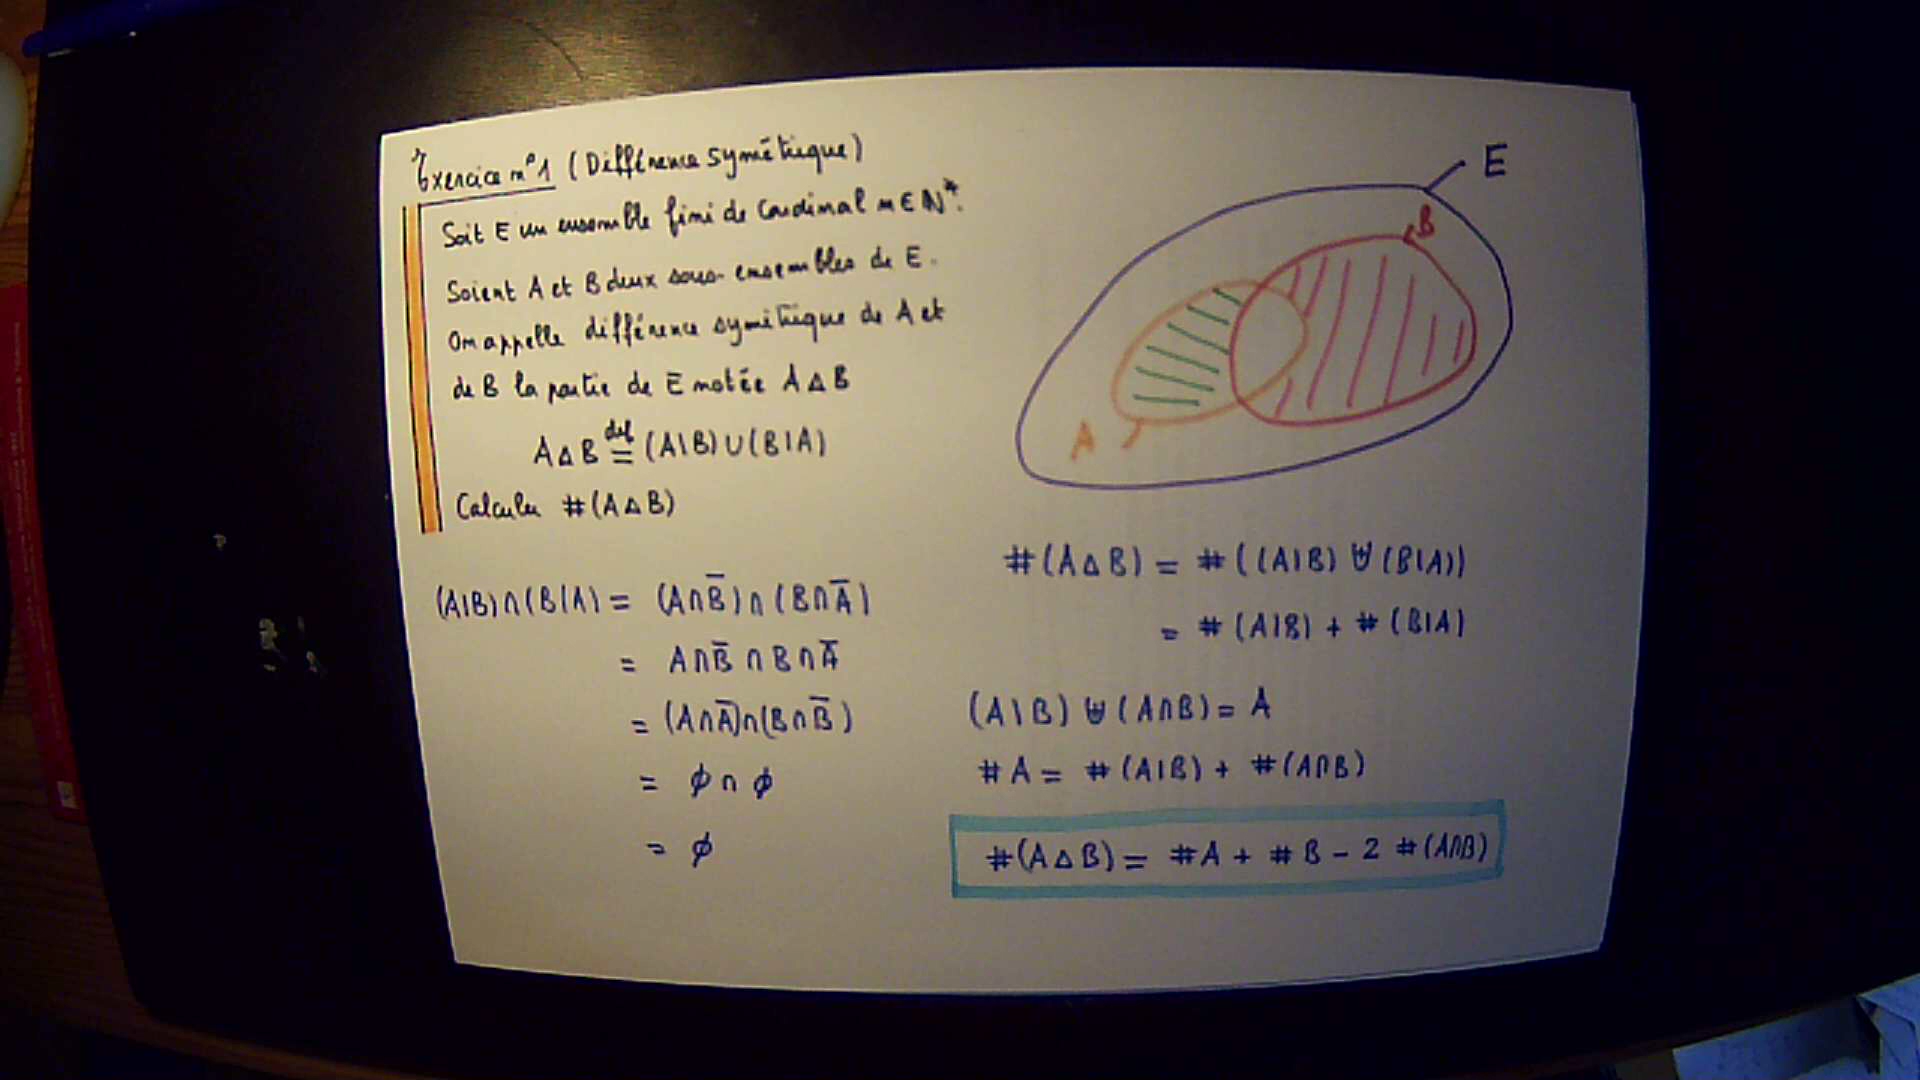 Exercice n°1 (Différence symétrique)
Soit E un ensemble fini de Cardinal n ∈ N*.
Soient A et B deux sous-ensembles de E.
On appelle différence symétrique de A et
de B la partie de E notée A △ B
A △ B def= (A\B) ∪ (B\A)
Calculer #(A △ B)
E
B
A
(A\B) ∩ (B\A) = (A ∩ B̅) ∩ (B ∩ A̅)
= A ∩ B̅ ∩ B ∩ A̅
= (A ∩ A̅) ∩ (B ∩ B̅)
= ∅ ∩ ∅
= ∅
#(A △ B) = #((A\B) ⊎ (B\A))
= #(A\B) + #(B\A)
(A\B) ⊎ (A ∩ B) = A
#A = #(A\B) + #(A ∩ B)
#(A △ B) = #A + #B - 2 #(A ∩ B)